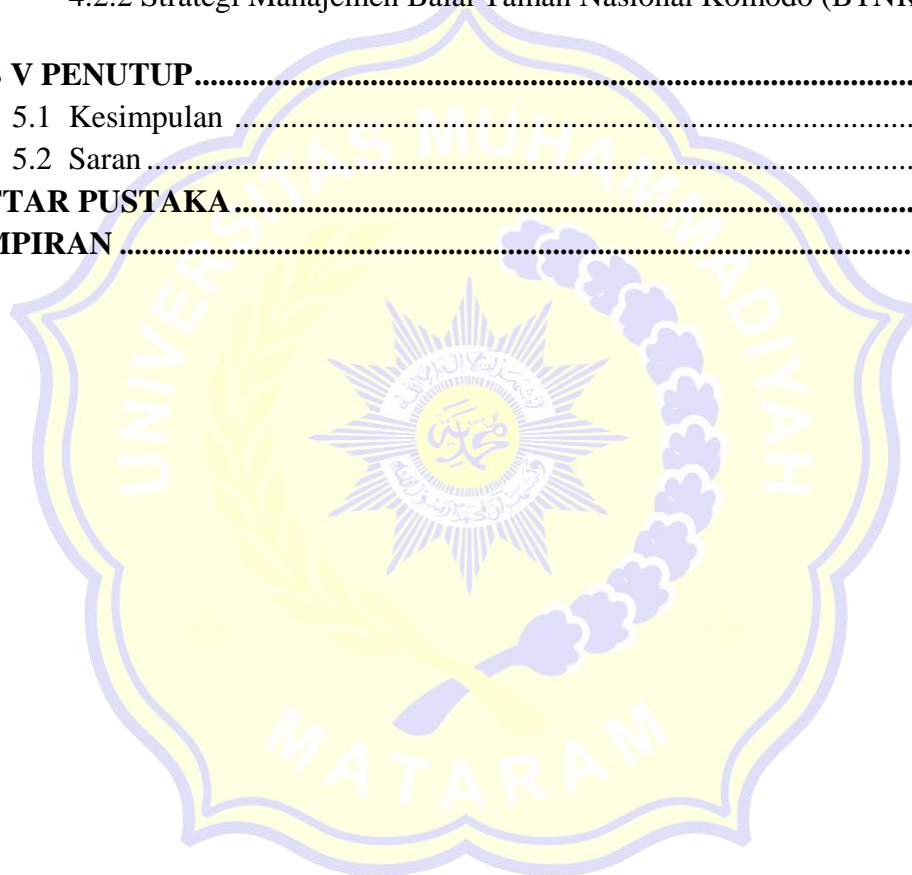 4.2.2 Strategi Manajemen Balai Taman Nasional Komodo (BTNK
V PENUTUP..........................................................................................................
5.1 Kesimpulan ..........................................................................................................
5.2 Saran ..........................................................................................................
TAR PUSTAKA ..........................................................................................................
MPIRAN ..........................................................................................................
UNIVERSITAS MUHAMMADIYAH
MATARAM